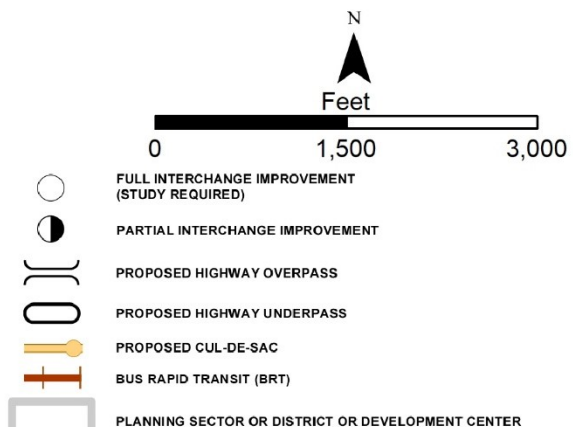 N
Feet
0 1,500 3,000
FULL INTERCHANGE IMPROVEMENT
(STUDY REQUIRED)
PARTIAL INTERCHANGE IMPROVEMENT
PROPOSED HIGHWAY OVERPASS
PROPOSED HIGHWAY UNDERPASS
PROPOSED CUL-DE-SAC
BUS RAPID TRANSIT (BRT)
PLANNING SECTOR OR DISTRICT OR DEVELOPMENT CENTER